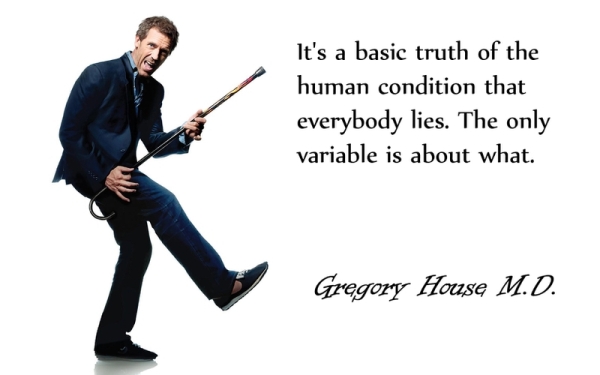 It's a basic truth of the
human condition that
everybody lies. The only
variable is about what.
Gregory House M.D.